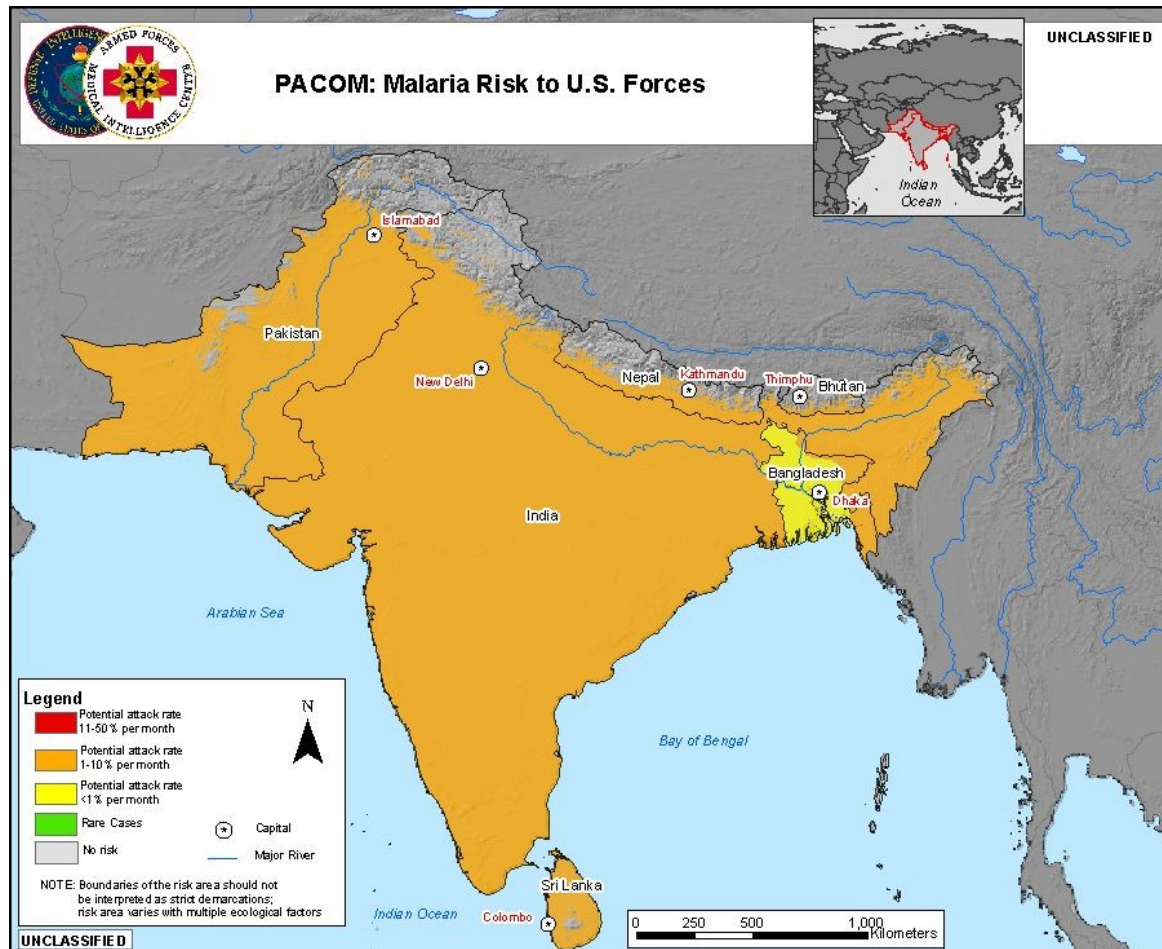 DEFENSE INTELLIGENCE
UNITED STATES OF
ARMED FORCES
MEDICAL INTELLIGENCE CENTER
PACOM: Malaria Risk to U.S. Forces
UNCLASSIFIED
Indian
Ocean
Islamabad
Pakistan
New Delhi
Nepal
Kathmandu
Thimphu
Bhutan
Bangladesh
Dhaka
India
Arabian Sea
Bay of Bengal
Sri Lanka
Colombo
Indian Ocean
Legend
Potential attack rate
11-50% per month
Potential attack rate
1-10% per month
Potential attack rate
<1% per month
Rare Cases
No risk
N
Capital
Major River
NOTE: Boundaries of the risk area should not
be interpreted as strict demarcations;
risk area varies with multiple ecological factors
0 250 500 1,000
Kilometers
UNCLASSIFIED